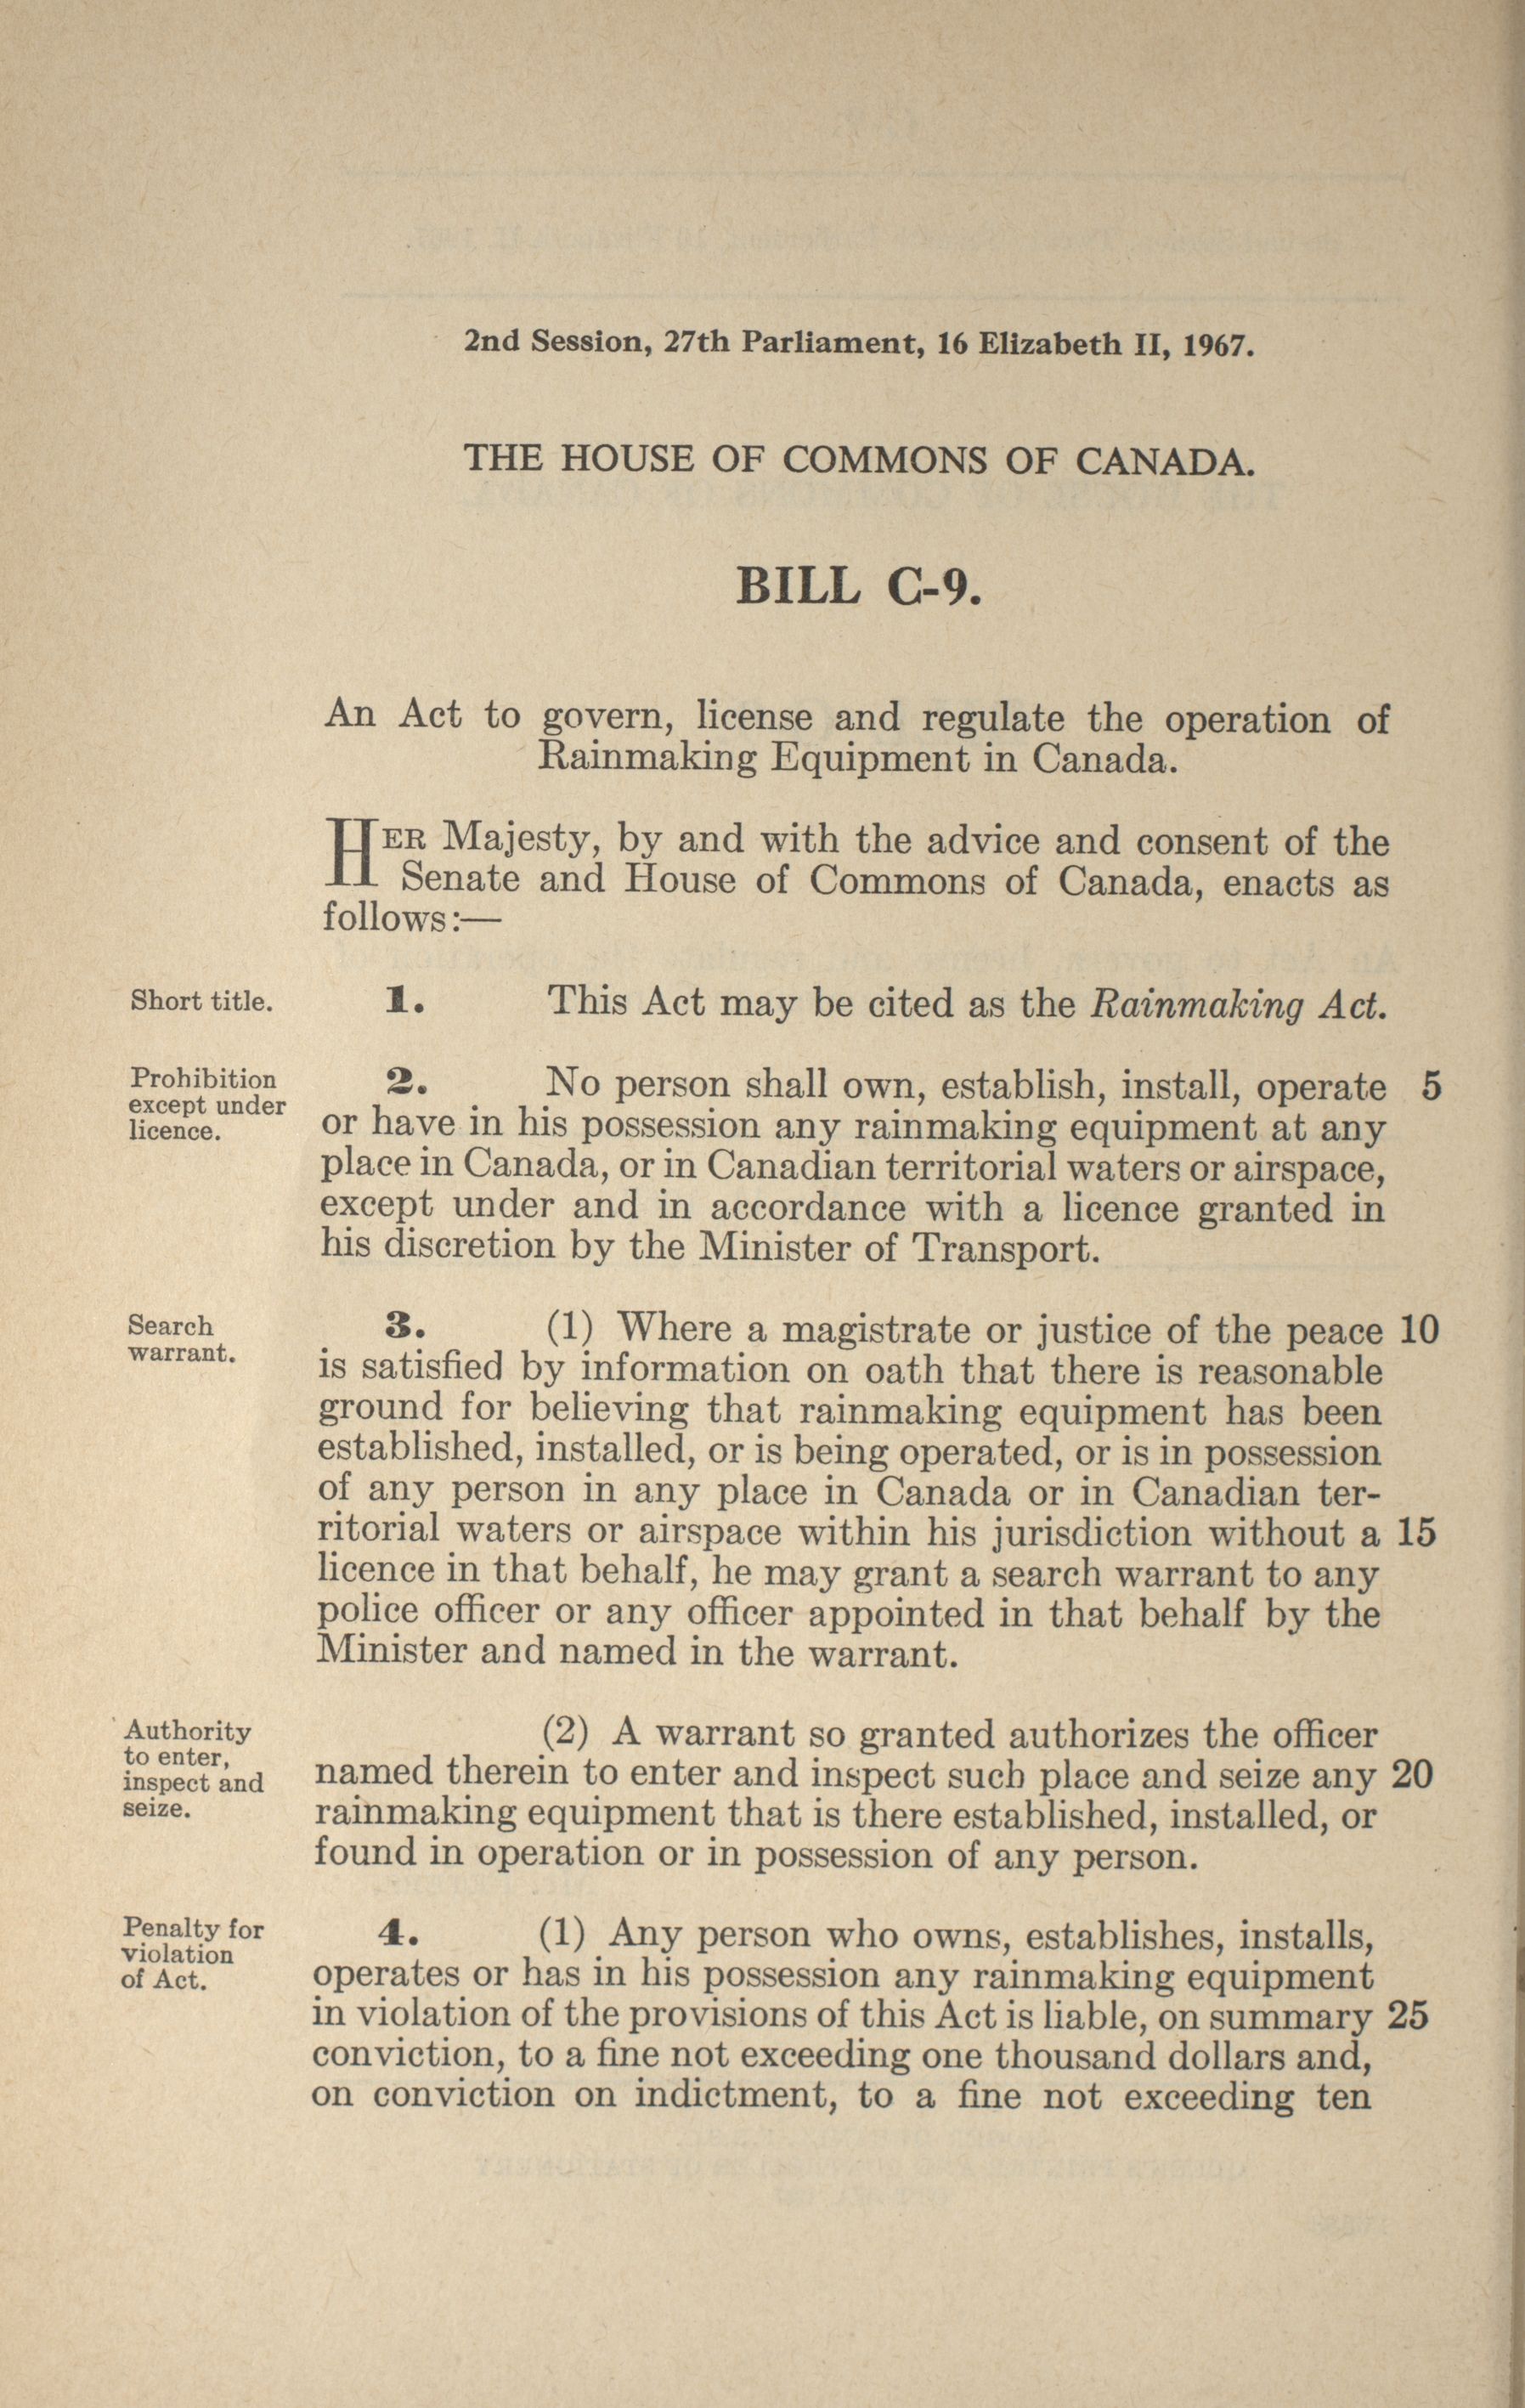 2nd Session, 27th Parliament, 16 Elizabeth II, 1967.
THE HOUSE OF COMMONS OF CANADA.
BILL C-9.
An Act to govern, license and regulate the operation of
Rainmaking Equipment in Canada.
HER Majesty, by and with the advice and consent of the
Senate and House of Commons of Canada, enacts as
follows:—
Short title.
1. This Act may be cited as the Rainmaking Act.
Prohibition
except under
licence.
2. No person shall own, establish, install, operate 5
or have in his possession any rainmaking equipment at any
place in Canada, or in Canadian territorial waters or airspace,
except under and in accordance with a licence granted in
his discretion by the Minister of Transport.
Search
warrant.
3. (1) Where a magistrate or justice of the peace 10
is satisfied by information on oath that there is reasonable
ground for believing that rainmaking equipment has been
established, installed, or is being operated, or is in possession
of any person in any place in Canada or in Canadian ter-
ritorial waters or airspace within his jurisdiction without a 15
licence in that behalf, he may grant a search warrant to any
police officer or any officer appointed in that behalf by the
Minister and named in the warrant.
Authority
to enter,
inspect and
seize.
(2) A warrant so granted authorizes the officer
named therein to enter and inspect such place and seize any 20
rainmaking equipment that is there established, installed, or
found in operation or in possession of any person.
Penalty for
violation
of Act.
4. (1) Any person who owns, establishes, installs,
operates or has in his possession any rainmaking equipment
in violation of the provisions of this Act is liable, on summary 25
conviction, to a fine not exceeding one thousand dollars and,
on conviction on indictment, to a fine not exceeding ten